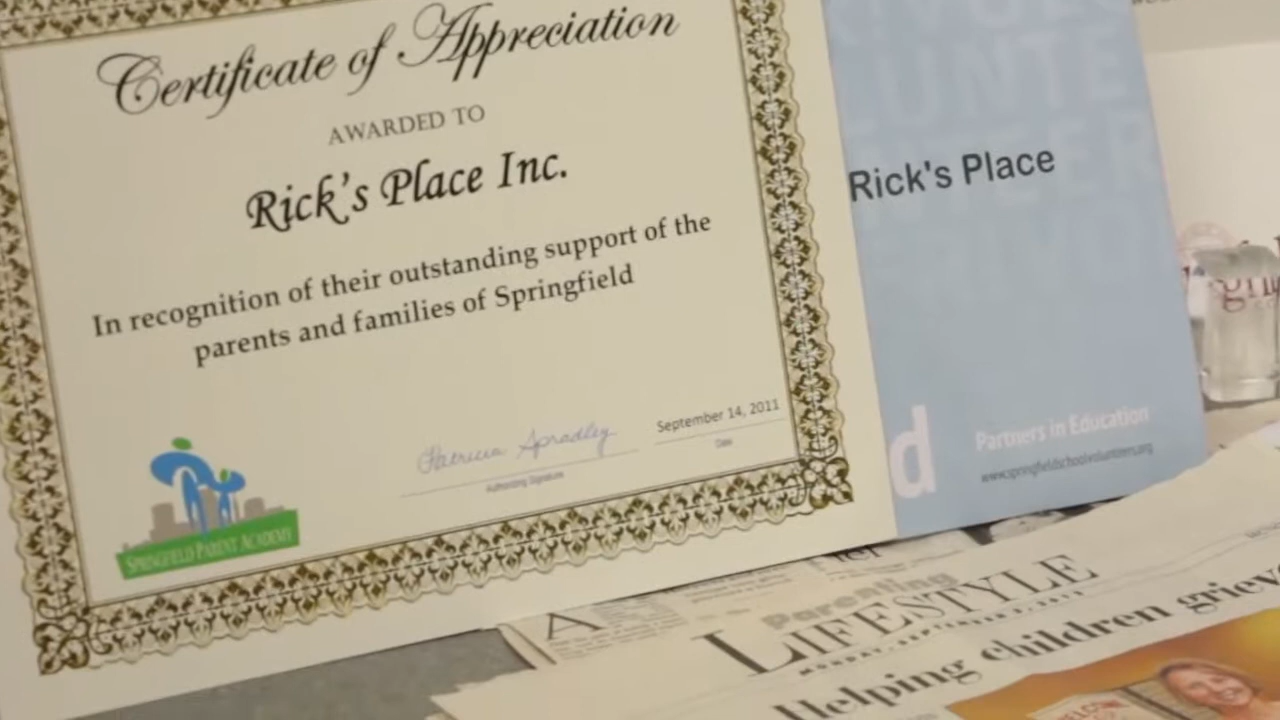 Certificate of Appreciation
AWARDED TO
Rick's Place Inc.
In recognition of their outstanding support of the
parents and families of Springfield
Patricia Spradley
Authorizing Signature
September 14, 2011
Date
SPRINGFIELD PARENT ACADEMY
Rick's Place
d
Partners in Education
www.springfieldschoolvolunteers.org
Parenting
LIFESTYLE
Helping children grieve